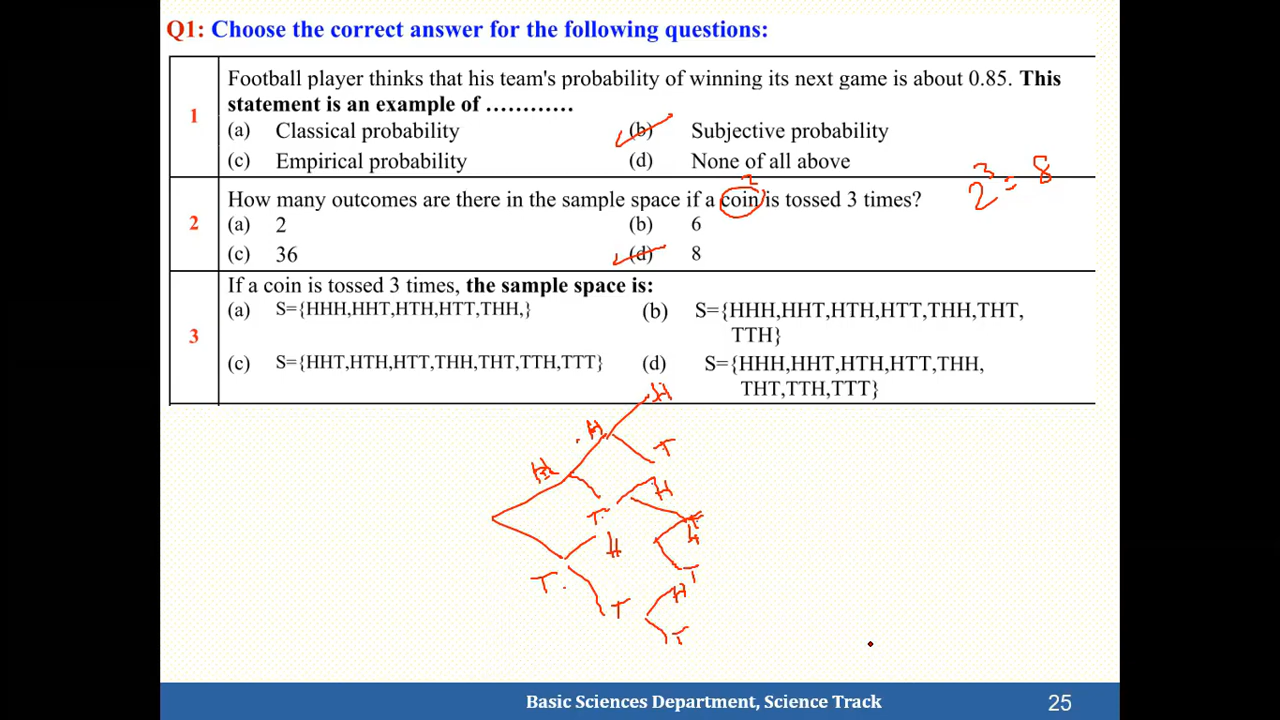 Q1: Choose the correct answer for the following questions:
1
Football player thinks that his team's probability of winning its next game is about 0.85. This
statement is an example of …………
(a) Classical probability (b) Subjective probability
(c) Empirical probability (d) None of all above
2
How many outcomes are there in the sample space if a coin is tossed 3 times?
2
2³ = 8
(a) 2 (b) 6
(c) 36 (d) 8
3
If a coin is tossed 3 times, the sample space is:
(a) S={HHH,HHT,HTH,HTT,THH,} (b) S={HHH,HHT,HTH,HTT,THH,THT,
TTH}
(c) S={HHT,HTH,HTT,THH,THT,TTH,TTT} (d) S={HHH,HHT,HTH,HTT,THH,
THT,TTH,TTT}
H
H
T
H
H
T
T
H
H
T
T
H
T
T
Basic Sciences Department, Science Track 25